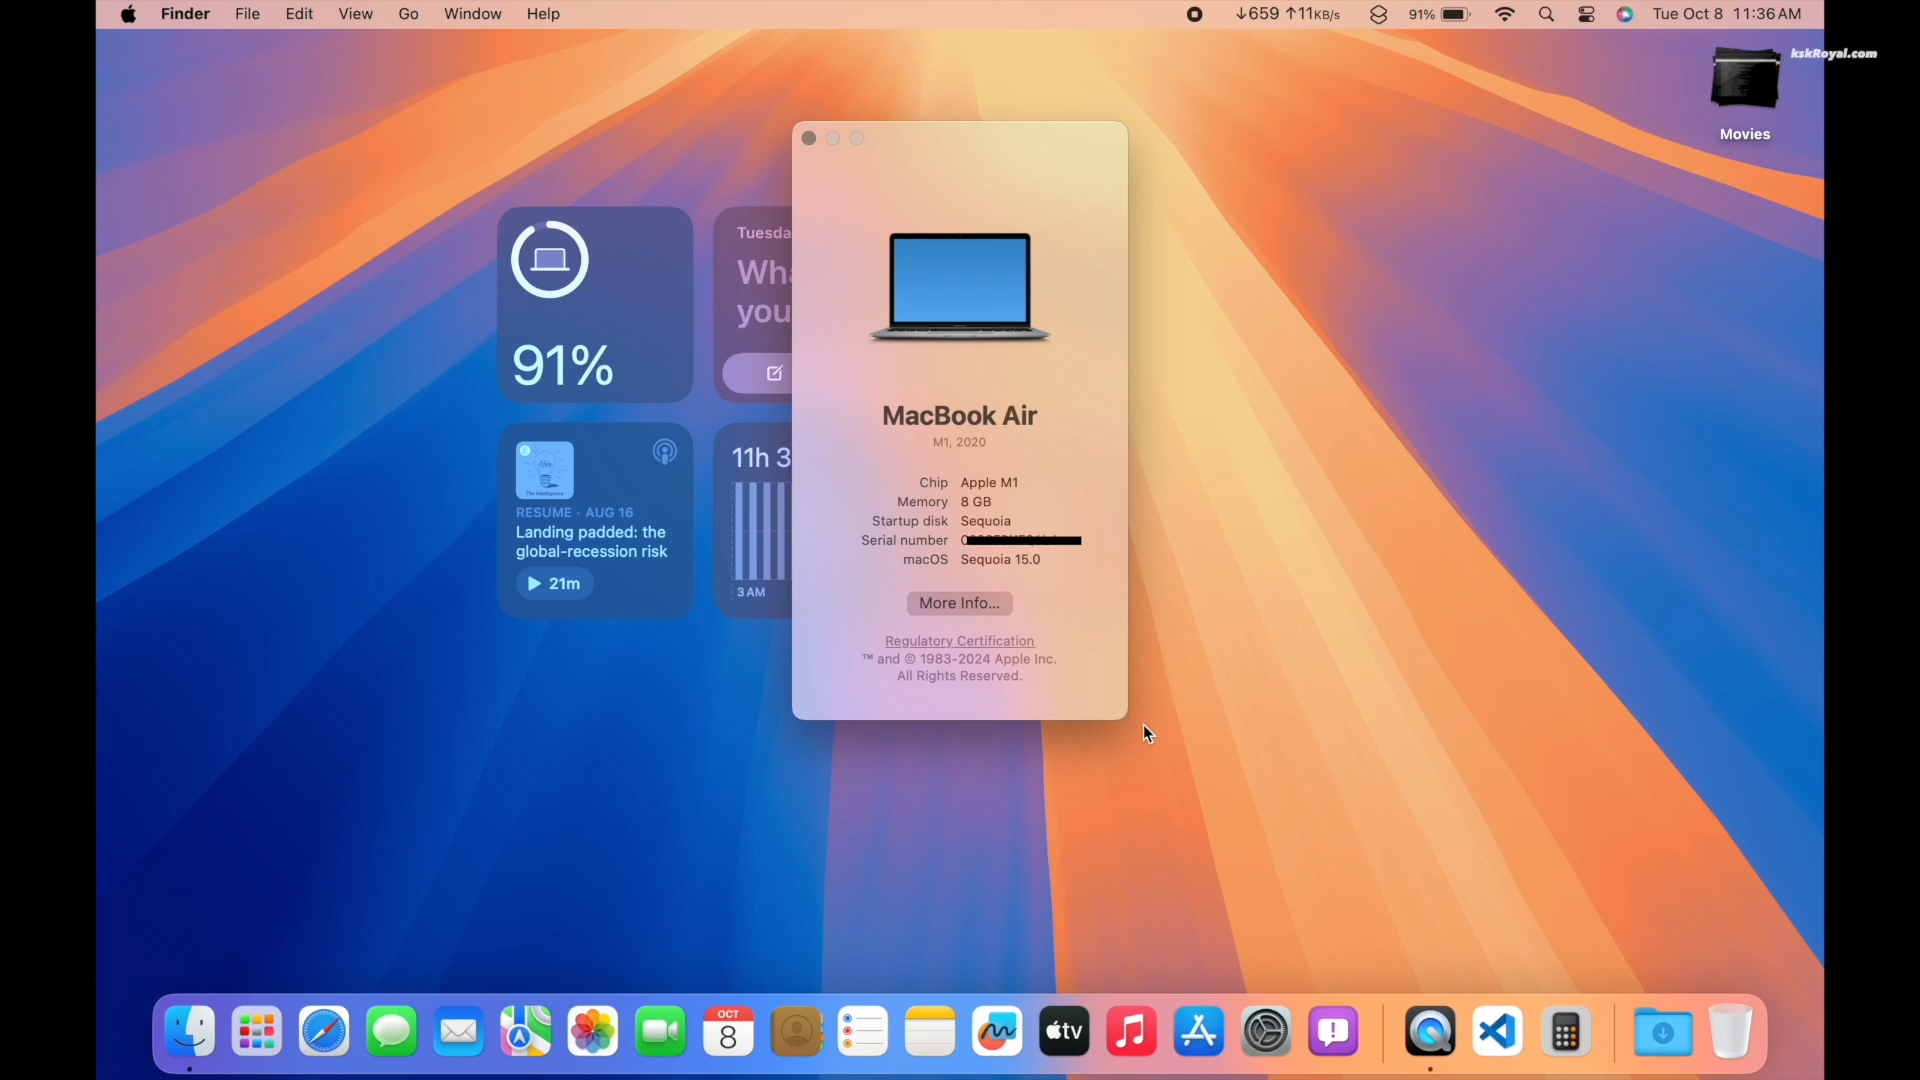 Finder File Edit View Go Window Help
↓659 ↑11KB/s 91% Tue Oct 8 11:36 AM
kskRoyal.com
Movies
91%
Tuesda
Wha
you
RESUME · AUG 16
Landing padded: the
global-recession risk
21m
11h 3
3 AM
MacBook Air
M1, 2020
Chip Apple M1
Memory 8 GB
Startup disk Sequoia
Serial number
macOS Sequoia 15.0
More Info...
Regulatory Certification
™ and © 1983-2024 Apple Inc.
All Rights Reserved.
OCT
8
tv